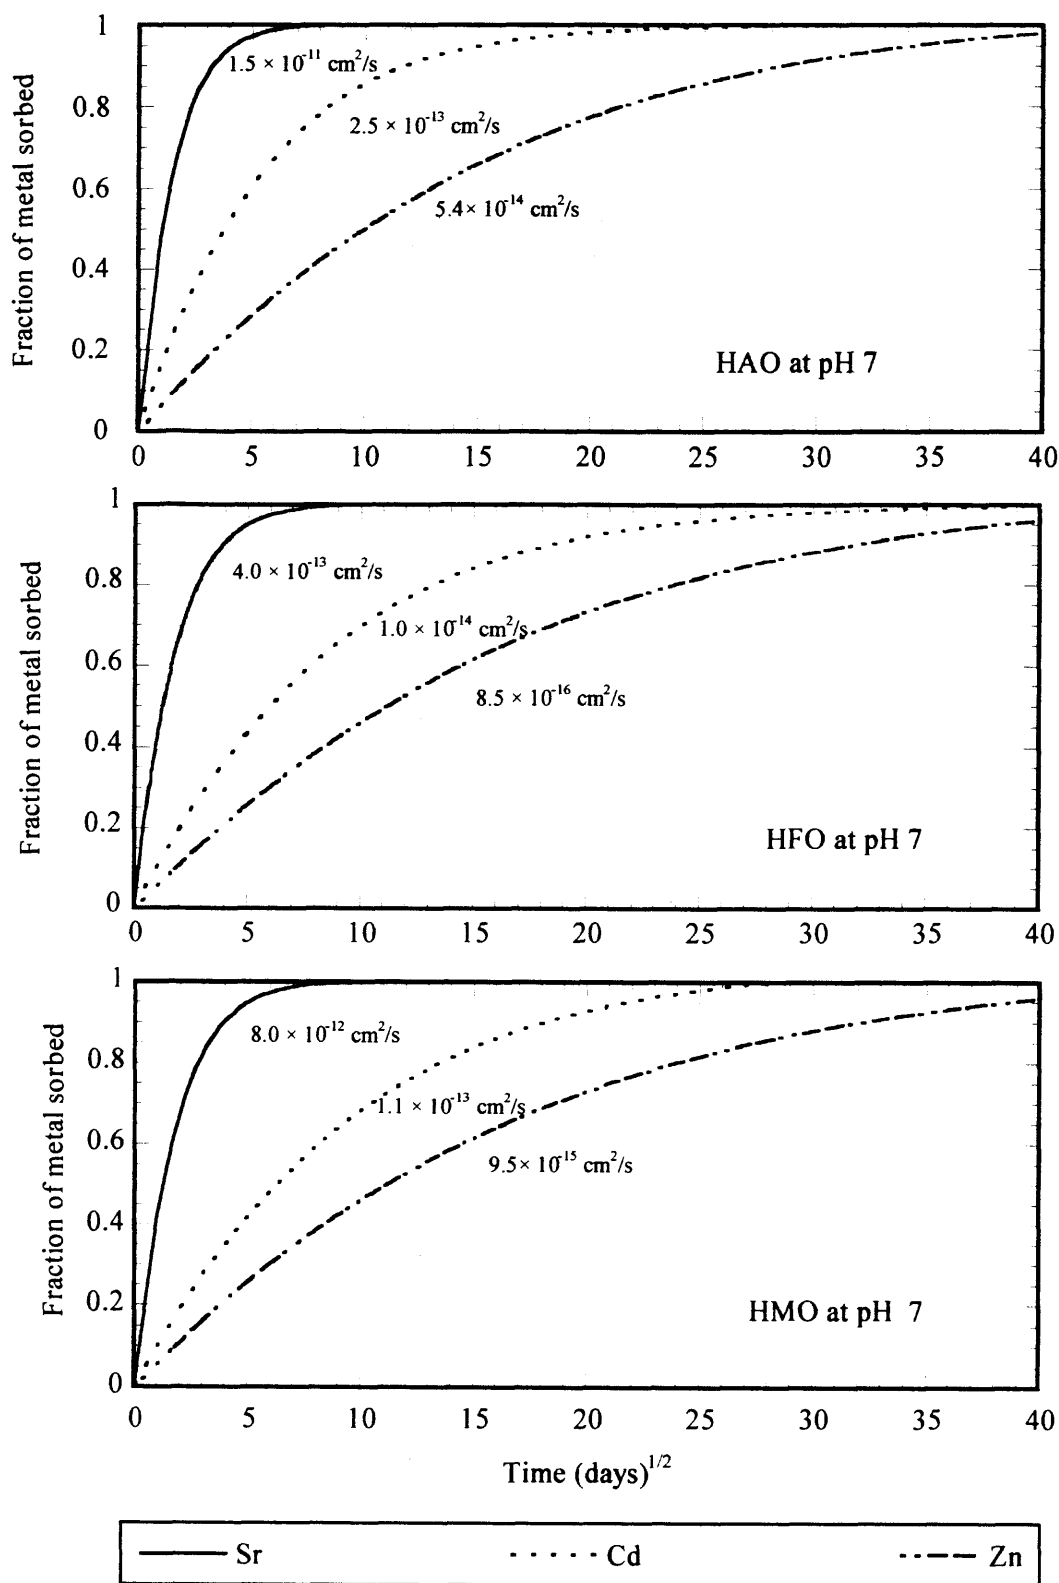 Fraction of metal sorbed
1
0.8
0.6
0.4
0.2
0
1.5 × 10⁻¹¹ cm²/s
2.5 × 10⁻¹³ cm²/s
5.4× 10⁻¹⁴ cm²/s
HAO at pH 7
0 5 10 15 20 25 30 35 40
Fraction of metal sorbed
1
0.8
0.6
0.4
0.2
0
4.0 × 10⁻¹³ cm²/s
1.0 × 10⁻¹⁴ cm²/s
8.5 × 10⁻¹⁶ cm²/s
HFO at pH 7
0 5 10 15 20 25 30 35 40
Fraction of metal sorbed
1
0.8
0.6
0.4
0.2
0
8.0 × 10⁻¹² cm²/s
1.1 × 10⁻¹³ cm²/s
9.5× 10⁻¹⁵ cm²/s
HMO at pH 7
0 5 10 15 20 25 30 35 40
Time (days)¹/²
Sr Cd Zn